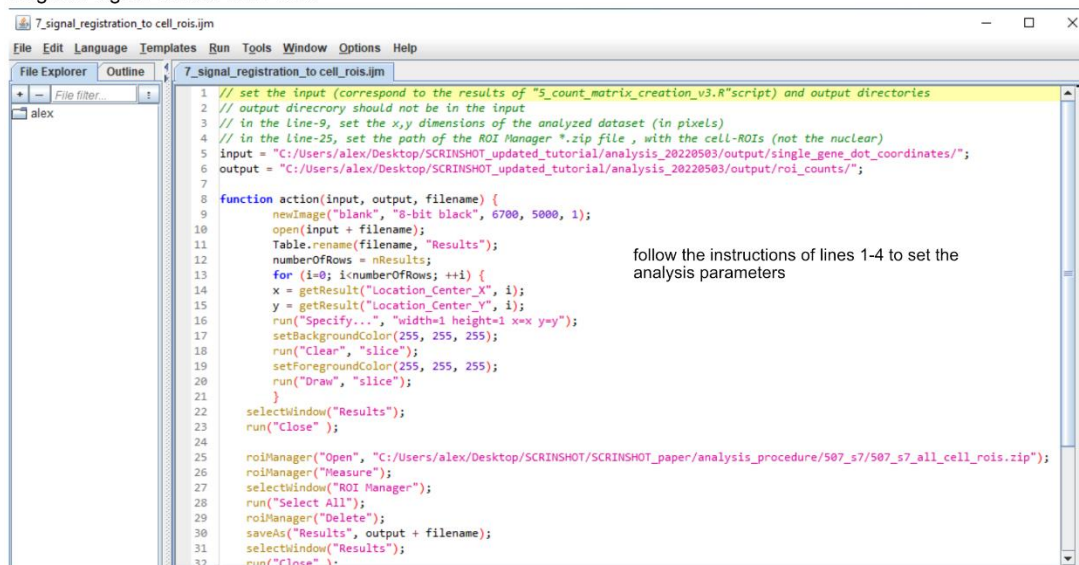 7_signal_registration_to cell_rois.ijm
File Edit Language Templates Run Tools Window Options Help
File Explorer Outline 7_signal_registration_to cell_rois.ijm
+ - File filter... :
alex
1 // set the input (correspond to the results of "5_count_matrix_creation_v3.R"script) and output directories
2 // output direcrory should not be in the input
3 // in the line-9, set the x,y dimensions of the analyzed dataset (in pixels)
4 // in the line-25, set the path of the ROI Manager *.zip file , with the cell-ROIs (not the nuclear)
5 input = "C:/Users/alex/Desktop/SCRINSHOT_updated_tutorial/analysis_20220503/output/single_gene_dot_coordinates/";
6 output = "C:/Users/alex/Desktop/SCRINSHOT_updated_tutorial/analysis_20220503/output/roi_counts/";
7
8 function action(input, output, filename) {
9 newImage("blank", "8-bit black", 6700, 5000, 1);
10 open(input + filename);
11 Table.rename(filename, "Results");
12 numberOfRows = nResults;
13 for (i=0; i<numberOfRows; ++i) {
14 x = getResult("Location_Center_X", i);
15 y = getResult("Location_Center_Y", i);
16 run("Specify...", "width=1 height=1 x=x y=y");
17 setBackgroundColor(255, 255, 255);
18 run("Clear", "slice");
19 setForegroundColor(255, 255, 255);
20 run("Draw", "slice");
21 }
22 selectWindow("Results");
23 run("Close" );
24
25 roiManager("Open", "C:/Users/alex/Desktop/SCRINSHOT/SCRINSHOT_paper/analysis_procedure/507_s7/507_s7_all_cell_rois.zip");
26 roiManager("Measure");
27 selectWindow("ROI Manager");
28 run("Select All");
29 roiManager("Delete");
30 saveAs("Results", output + filename);
31 selectWindow("Results");
32 run("Close" );
follow the instructions of lines 1-4 to set the
analysis parameters